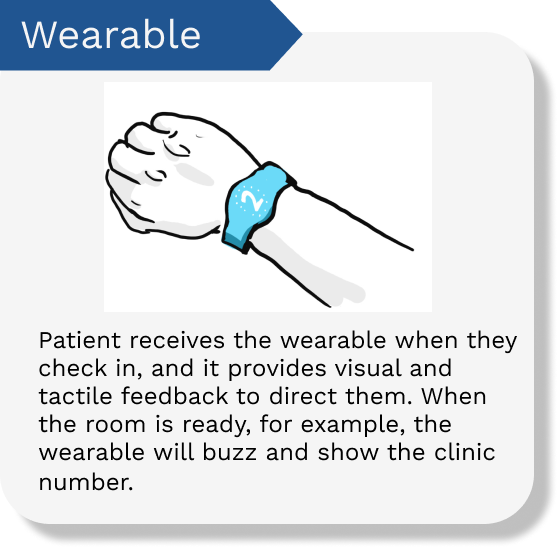 Wearable
2
Patient receives the wearable when they
check in, and it provides visual and
tactile feedback to direct them. When
the room is ready, for example, the
wearable will buzz and show the clinic
number.